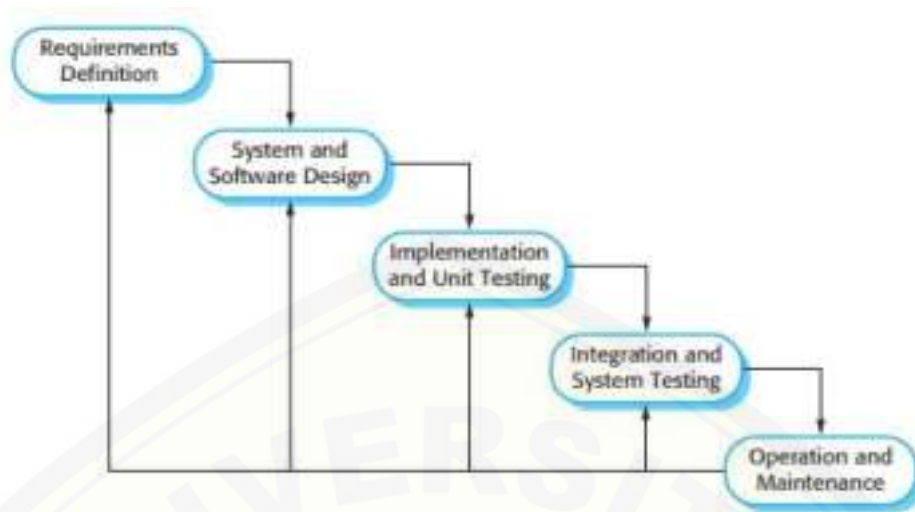 Requirements
Definition
System and
Software Design
Implementation
and Unit Testing
Integration and
System Testing
Operation and
Maintenance